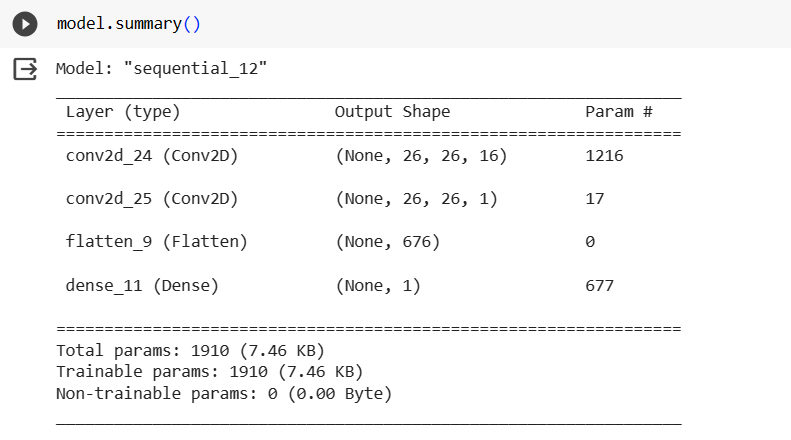 model.summary()
Model: "sequential_12"
_________________________________________________________________
Layer (type) Output Shape Param #
=================================================================
conv2d_24 (Conv2D) (None, 26, 26, 16) 1216
conv2d_25 (Conv2D) (None, 26, 26, 1) 17
flatten_9 (Flatten) (None, 676) 0
dense_11 (Dense) (None, 1) 677
=================================================================
Total params: 1910 (7.46 KB)
Trainable params: 1910 (7.46 KB)
Non-trainable params: 0 (0.00 Byte)
_________________________________________________________________